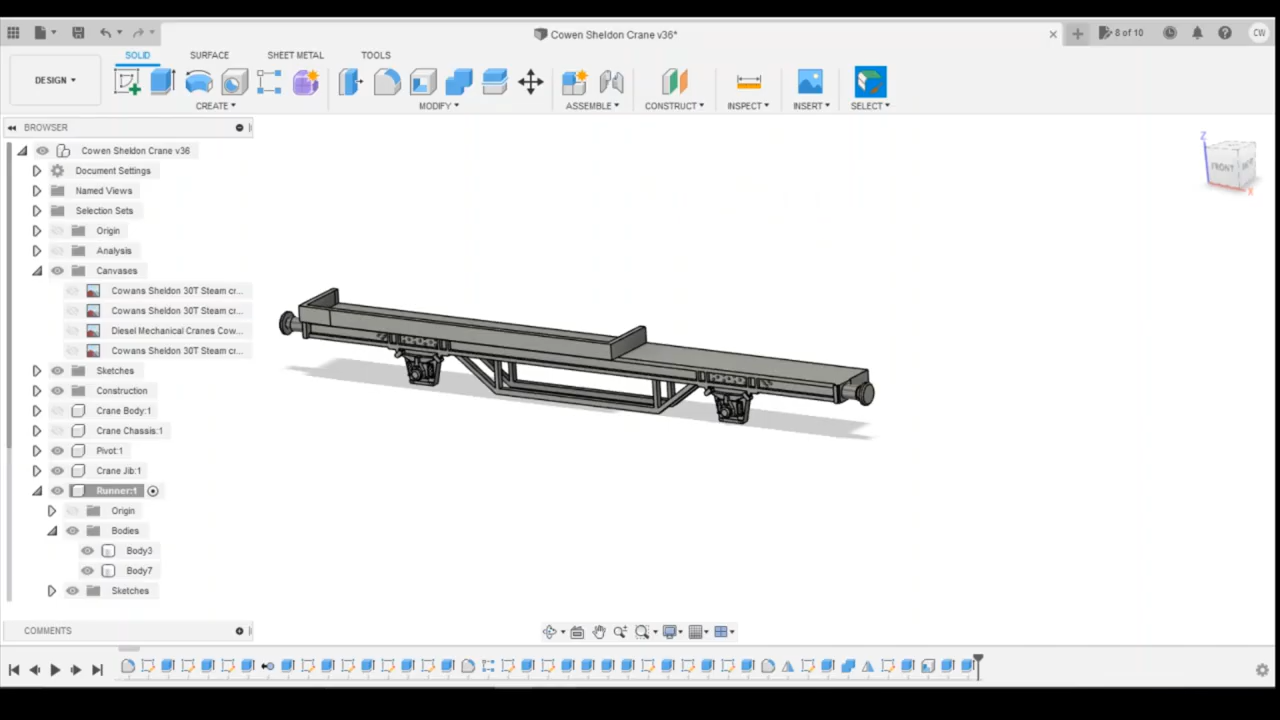 Cowen Sheldon Crane v36*
8 of 10
CW
SOLID
SURFACE
SHEET METAL
TOOLS
DESIGN
CREATE
MODIFY
ASSEMBLE
CONSTRUCT
INSPECT
INSERT
SELECT
BROWSER
Cowen Sheldon Crane v36
Document Settings
Named Views
Selection Sets
Origin
Analysis
Canvases
Cowans Sheldon 30T Steam cr...
Cowans Sheldon 30T Steam cr...
Diesel Mechanical Cranes Cow...
Cowans Sheldon 30T Steam cr...
Sketches
Construction
Crane Body:1
Crane Chassis:1
Pivot:1
Crane Jib:1
Runner:1
Origin
Bodies
Body3
Body7
Sketches
COMMENTS
Z
FRONT
X